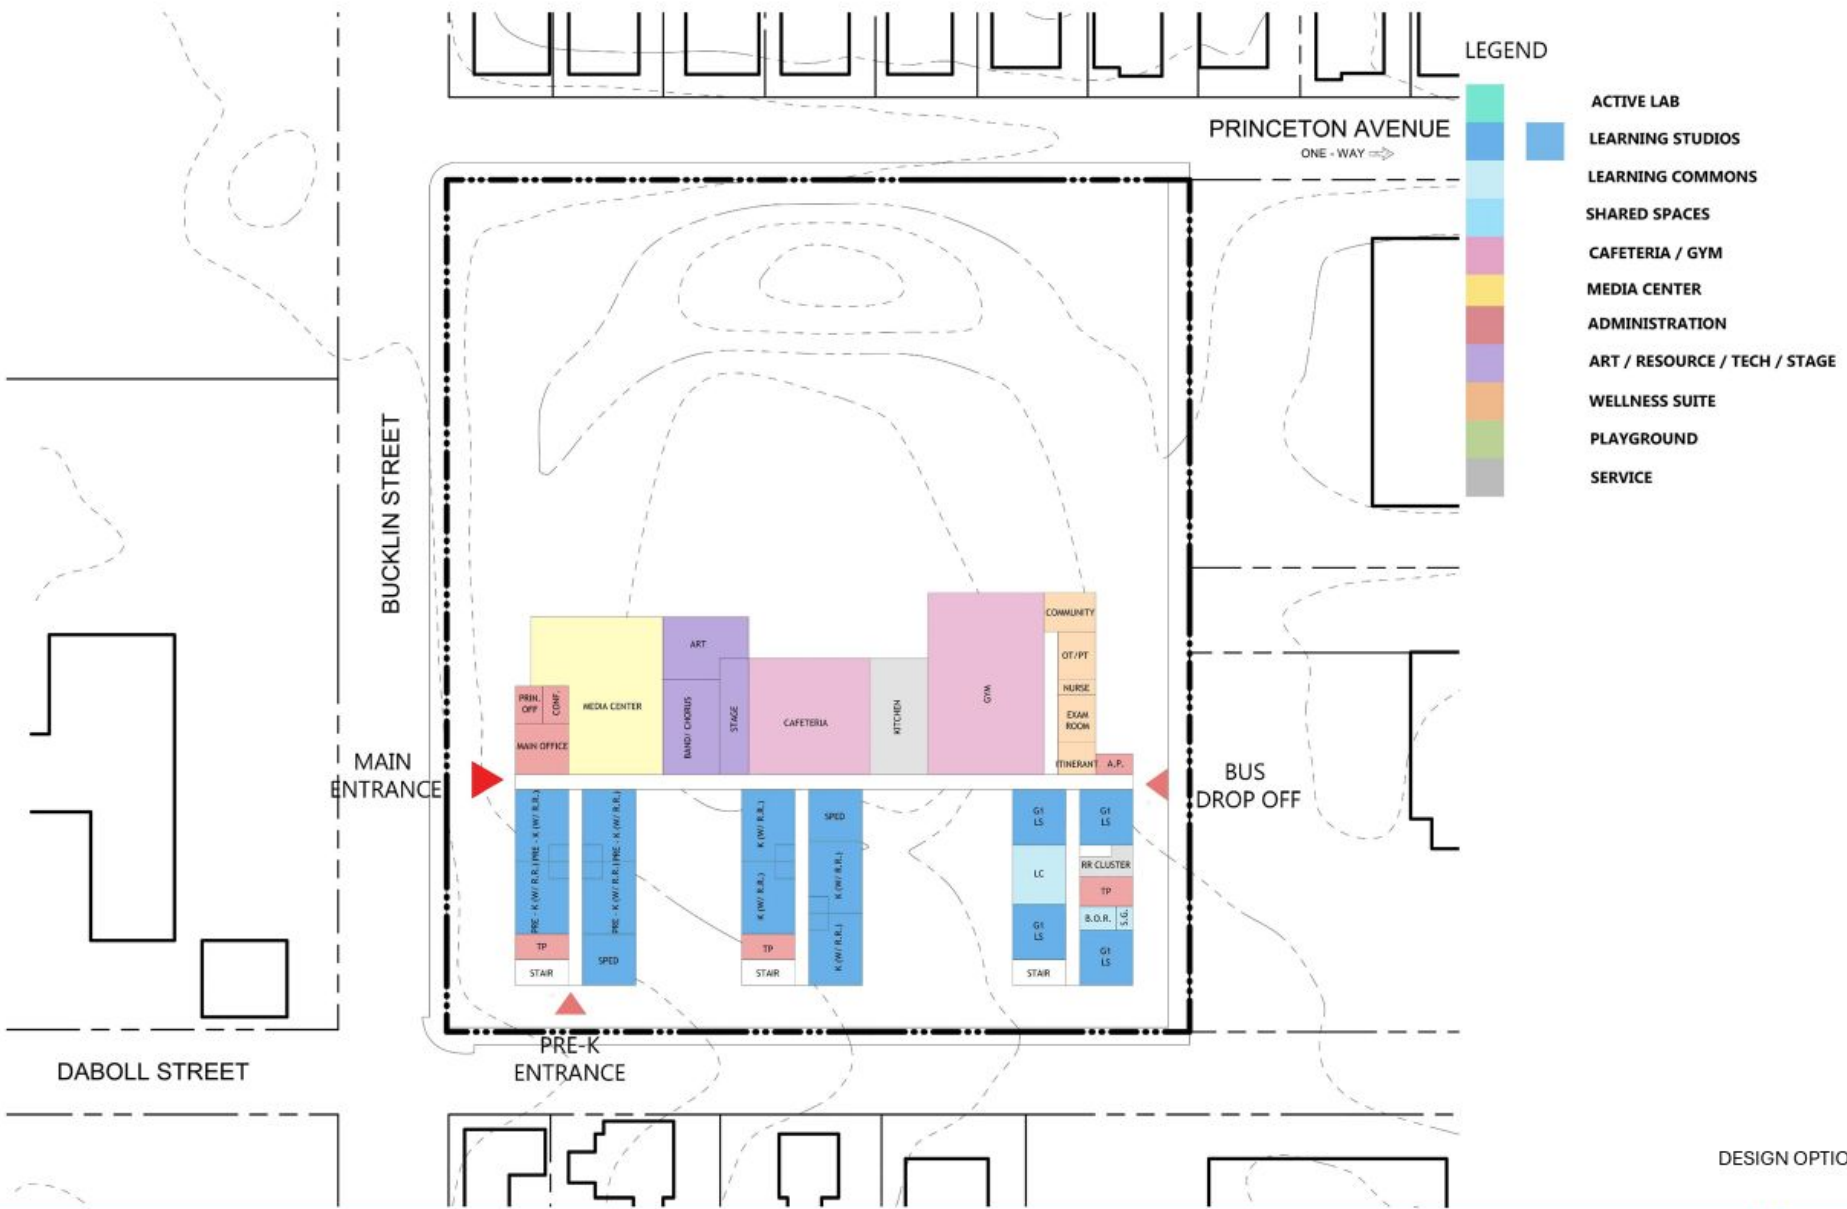 LEGEND
ACTIVE LAB
LEARNING STUDIOS
LEARNING COMMONS
SHARED SPACES
CAFETERIA / GYM
MEDIA CENTER
ADMINISTRATION
ART / RESOURCE / TECH / STAGE
WELLNESS SUITE
PLAYGROUND
SERVICE
PRINCETON AVENUE
ONE - WAY
BUCKLIN STREET
MAIN
ENTRANCE
BUS
DROP OFF
PRE-K
ENTRANCE
DABOLL STREET
PRIN.
OFF
CONF.
MAIN OFFICE
MEDIA CENTER
ART
BAND/ CHORUS
STAGE
CAFETERIA
KITCHEN
GYM
COMMUNITY
OT/PT
NURSE
EXAM
ROOM
ITINERANT
A.P.
PRE - K (W/ R.R.)
PRE - K (W/ R.R.)
TP
STAIR
PRE - K (W/ R.R.)
PRE - K (W/ R.R.)
SPED
K (W/ R.R.)
K (W/ R.R.)
TP
STAIR
SPED
K (W/ R.R.)
K (W/ R.R.)
G1
LS
LC
G1
LS
STAIR
G1
LS
RR CLUSTER
TP
B.O.R.
S.G.
G1
LS
DESIGN OPTIO